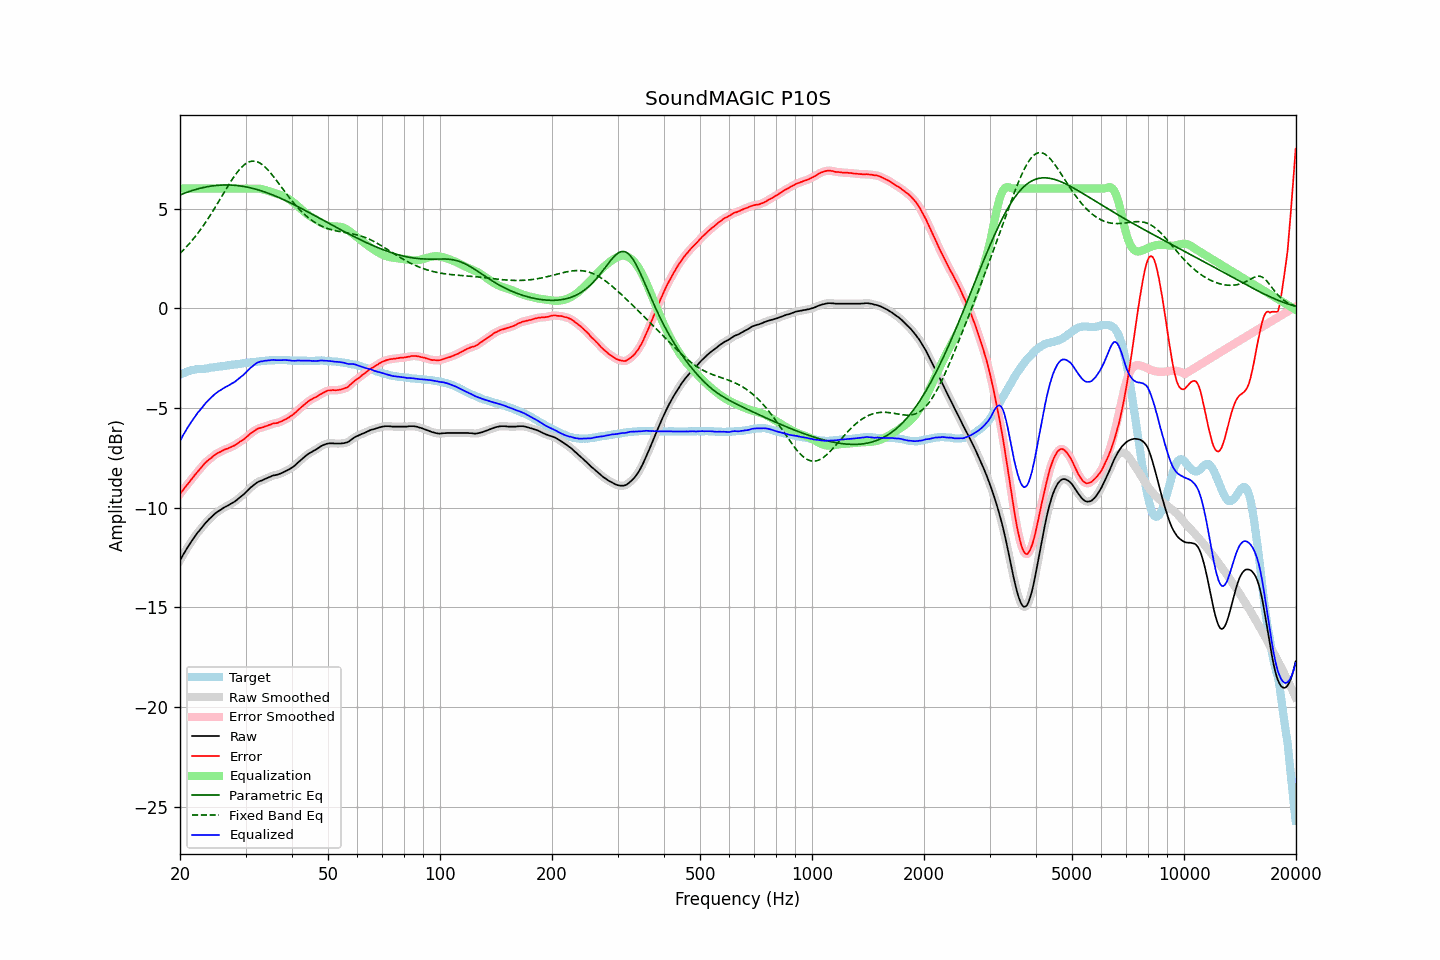 SoundMAGIC P10S
Amplitude (dBr)
5
0
−5
−10
−15
−20
−25
Target
Raw Smoothed
Error Smoothed
Raw
Error
Equalization
Parametric Eq
Fixed Band Eq
Equalized
20 50 100 200 500 1000 2000 5000 10000 20000
Frequency (Hz)